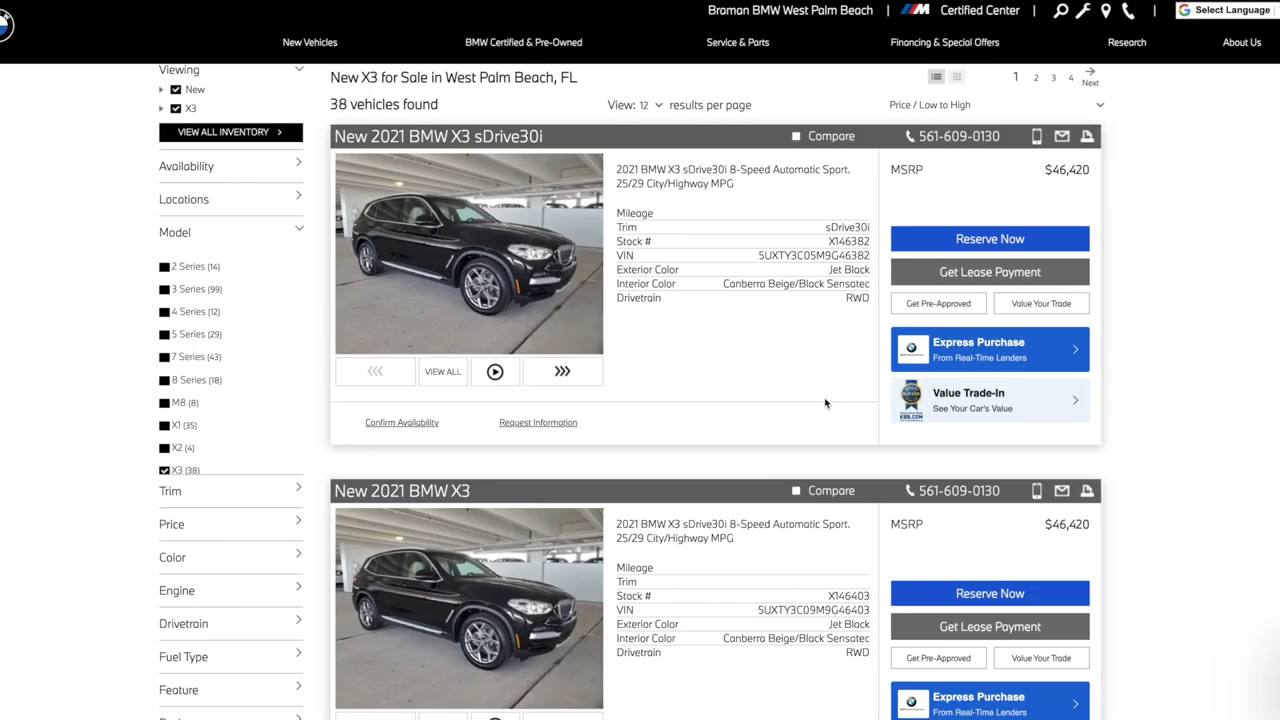 Braman BMW West Palm Beach
Certified Center
Select Language
New Vehicles
BMW Certified & Pre-Owned
Service & Parts
Financing & Special Offers
Research
About Us
Viewing
New
X3
VIEW ALL INVENTORY
Availability
Locations
Model
2 Series (14)
3 Series (99)
4 Series (12)
5 Series (29)
7 Series (43)
8 Series (18)
M8 (8)
X1 (35)
X2 (4)
X3 (38)
Trim
Price
Color
Engine
Drivetrain
Fuel Type
Feature
New X3 for Sale in West Palm Beach, FL
1 2 3 4 Next
38 vehicles found
View: 12 results per page
Price / Low to High
New 2021 BMW X3 sDrive30i
Compare
561-609-0130
2021 BMW X3 sDrive30i 8-Speed Automatic Sport.
25/29 City/Highway MPG
Mileage
Trim sDrive30i
Stock # X146382
VIN 5UXTY3C05M9G46382
Exterior Color Jet Black
Interior Color Canberra Beige/Black Sensatec
Drivetrain RWD
MSRP $46,420
Reserve Now
Get Lease Payment
Get Pre-Approved
Value Your Trade
Express Purchase
From Real-Time Lenders
Value Trade-In
See Your Car's Value
KBB.COM
VIEW ALL
Confirm Availability
Request Information
New 2021 BMW X3
Compare
561-609-0130
2021 BMW X3 sDrive30i 8-Speed Automatic Sport.
25/29 City/Highway MPG
Mileage
Trim
Stock # X146403
VIN 5UXTY3C09M9G46403
Exterior Color Jet Black
Interior Color Canberra Beige/Black Sensatec
Drivetrain RWD
MSRP $46,420
Reserve Now
Get Lease Payment
Get Pre-Approved
Value Your Trade
Express Purchase
From Real-Time Lenders